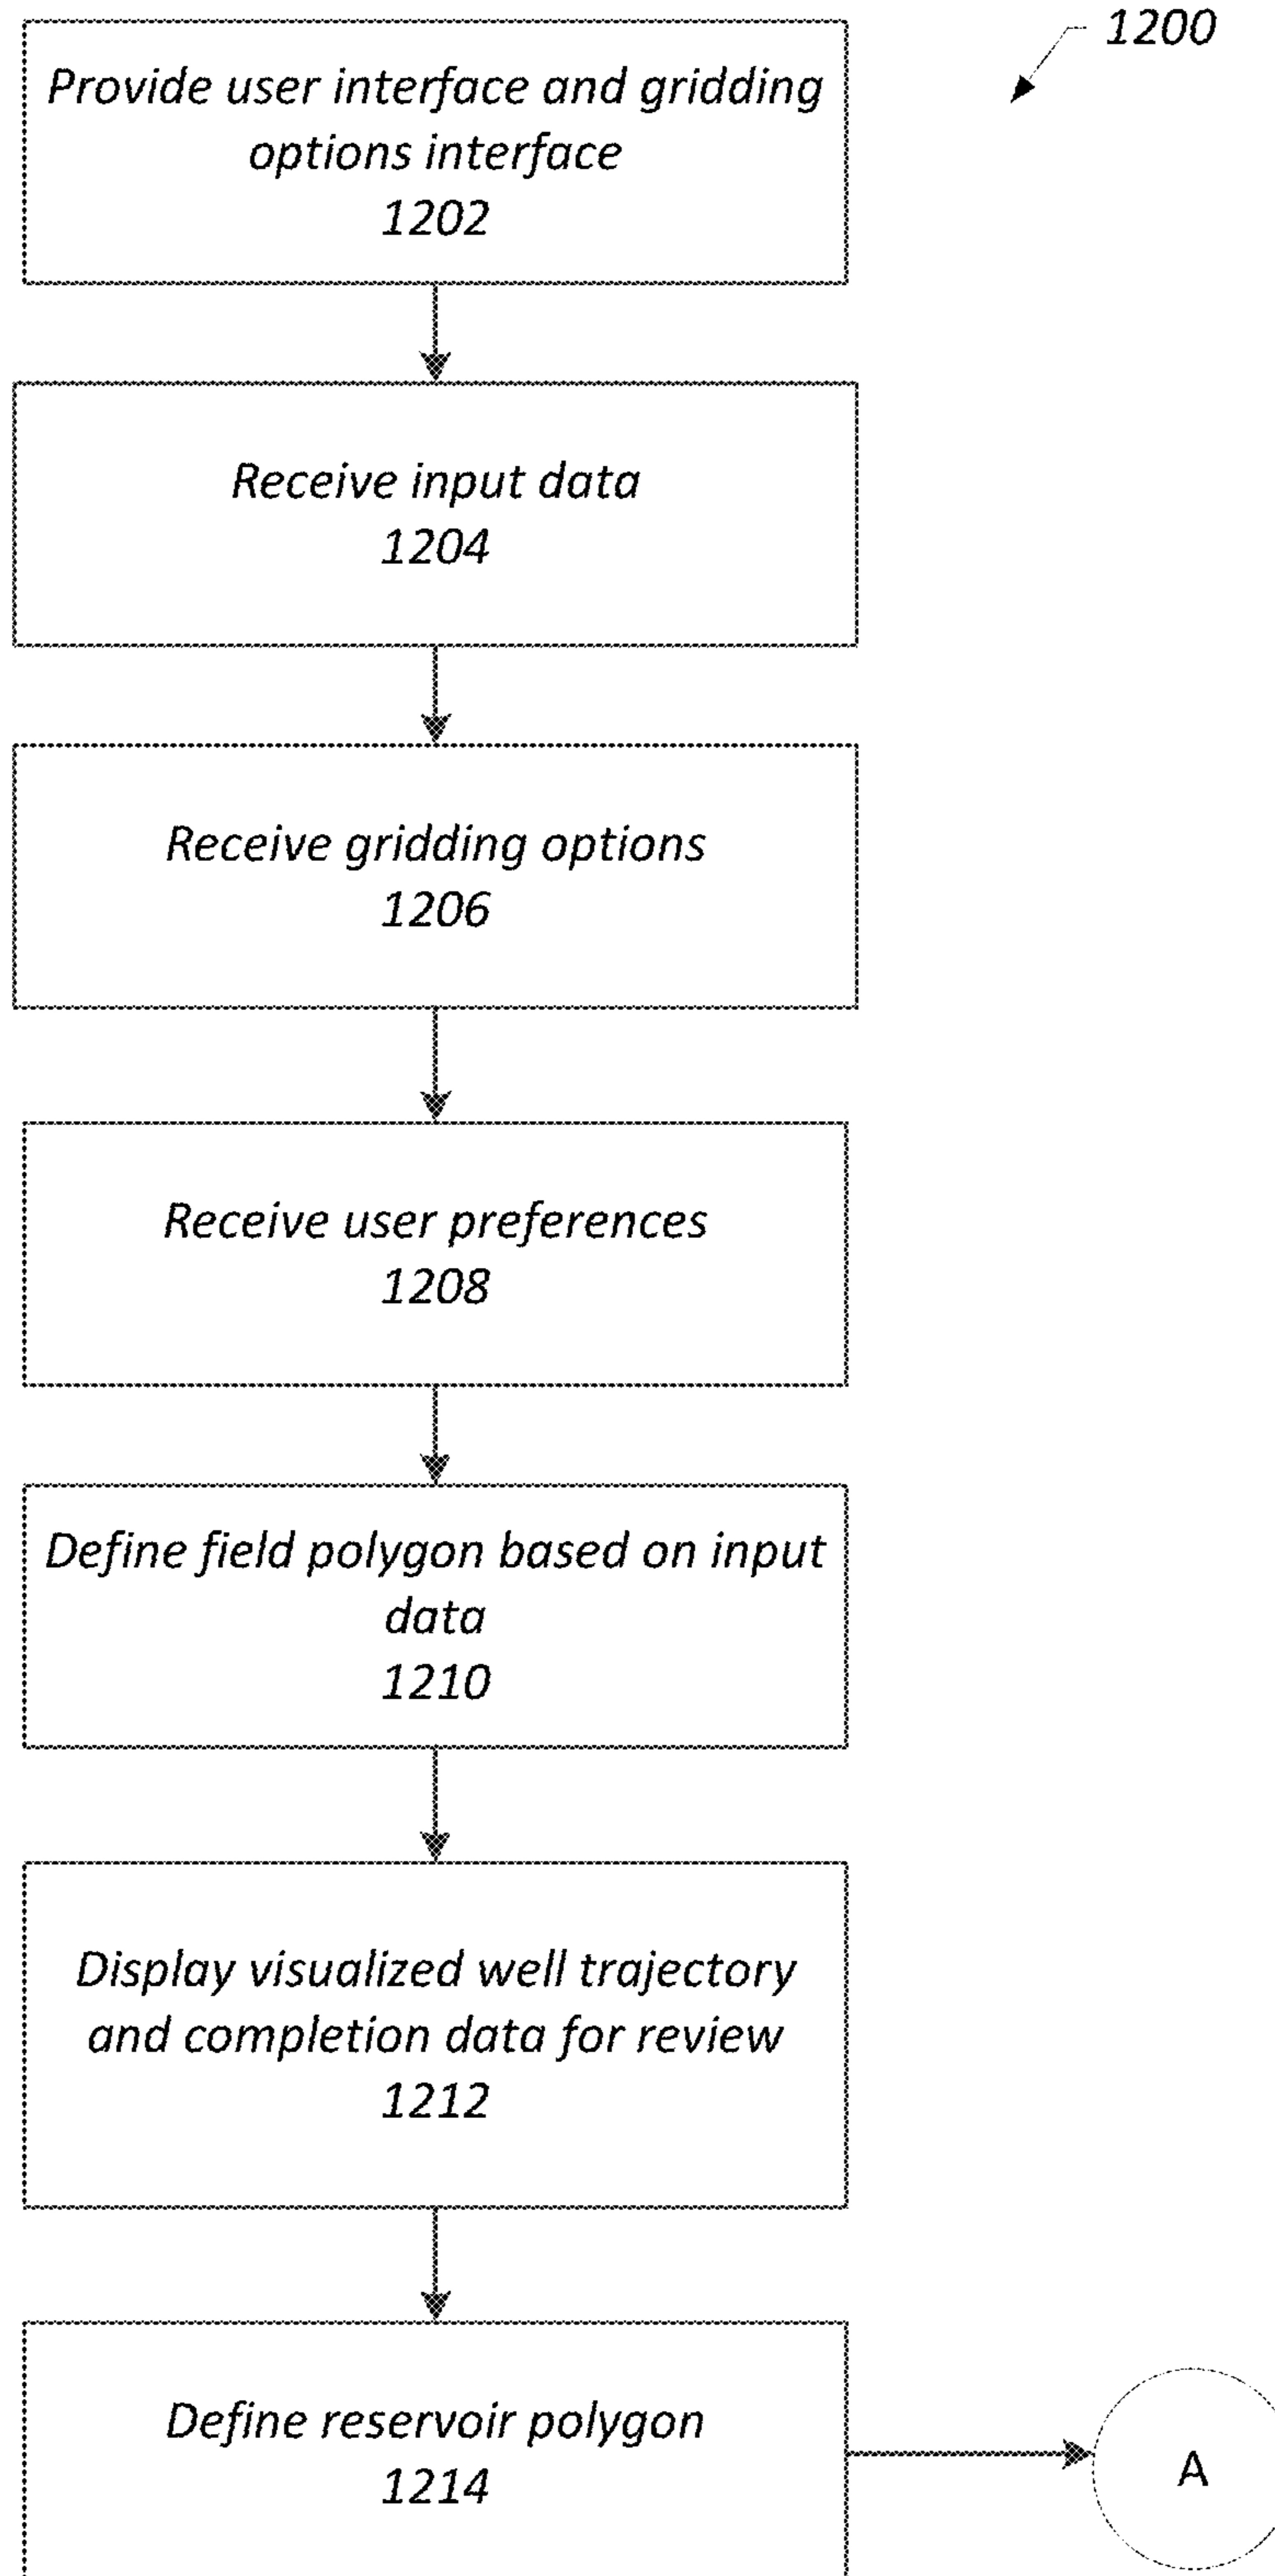 1200
Provide user interface and gridding
options interface
1202
Receive input data
1204
Receive gridding options
1206
Receive user preferences
1208
Define field polygon based on input
data
1210
Display visualized well trajectory
and completion data for review
1212
Define reservoir polygon
1214
A